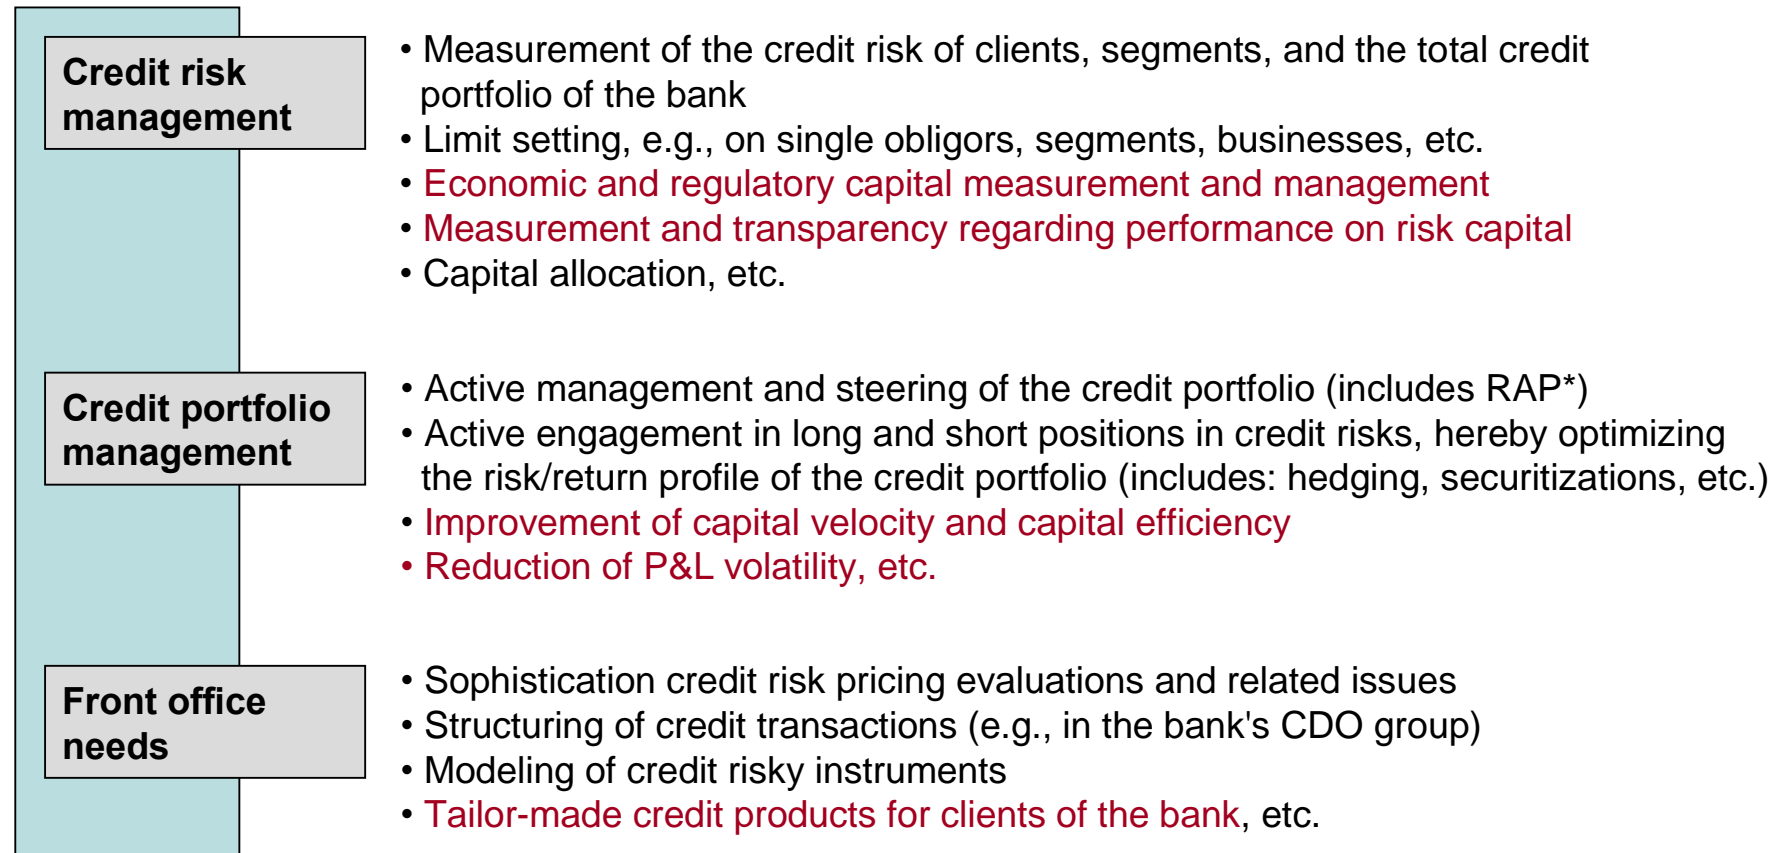 Credit risk
management
• Measurement of the credit risk of clients, segments, and the total credit
portfolio of the bank
• Limit setting, e.g., on single obligors, segments, businesses, etc.
• Economic and regulatory capital measurement and management
• Measurement and transparency regarding performance on risk capital
• Capital allocation, etc.
Credit portfolio
management
• Active management and steering of the credit portfolio (includes RAP*)
• Active engagement in long and short positions in credit risks, hereby optimizing
the risk/return profile of the credit portfolio (includes: hedging, securitizations, etc.)
• Improvement of capital velocity and capital efficiency
• Reduction of P&L volatility, etc.
Front office
needs
• Sophistication credit risk pricing evaluations and related issues
• Structuring of credit transactions (e.g., in the bank's CDO group)
• Modeling of credit risky instruments
• Tailor-made credit products for clients of the bank, etc.